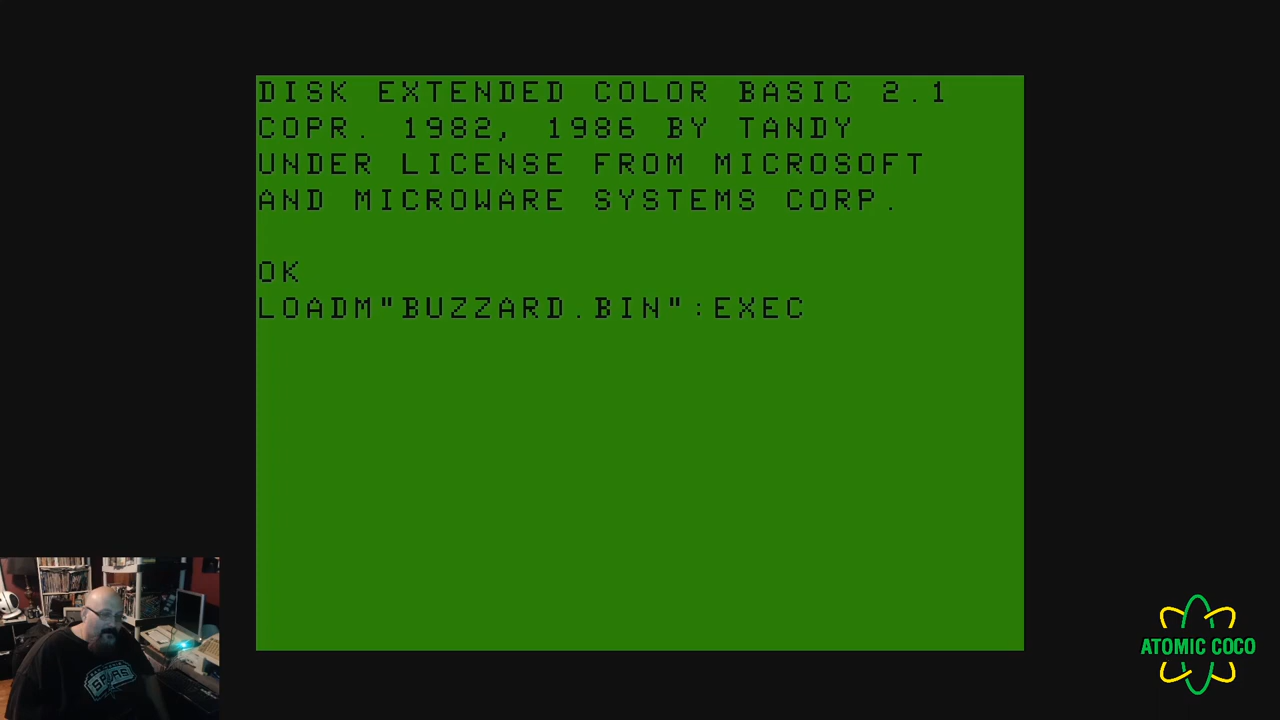 DISK EXTENDED COLOR BASIC 2.1
COPR. 1982, 1986 BY TANDY
UNDER LICENSE FROM MICROSOFT
AND MICROWARE SYSTEMS CORP.
OK
LOADM"BUZZARD.BIN":EXEC
SPURS
ATOMIC COCO